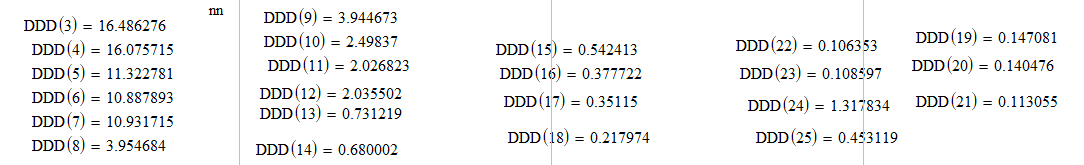 nn
DDD(3) = 16.486276
DDD(4) = 16.075715
DDD(5) = 11.322781
DDD(6) = 10.887893
DDD(7) = 10.931715
DDD(8) = 3.954684
DDD(9) = 3.944673
DDD(10) = 2.49837
DDD(11) = 2.026823
DDD(12) = 2.035502
DDD(13) = 0.731219
DDD(14) = 0.680002
DDD(15) = 0.542413
DDD(16) = 0.377722
DDD(17) = 0.35115
DDD(18) = 0.217974
DDD(22) = 0.106353
DDD(23) = 0.108597
DDD(24) = 1.317834
DDD(25) = 0.453119
DDD(19) = 0.147081
DDD(20) = 0.140476
DDD(21) = 0.113055